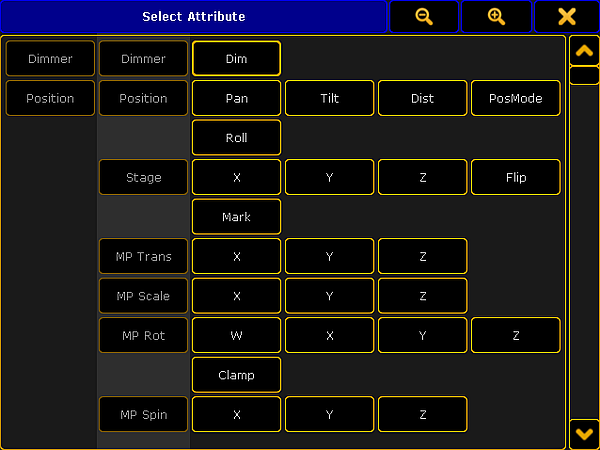 Select Attribute
Dimmer Dimmer Dim
Position Position Pan Tilt Dist PosMode
Roll
Stage X Y Z Flip
Mark
MP Trans X Y Z
MP Scale X Y Z
MP Rot W X Y Z
Clamp
MP Spin X Y Z